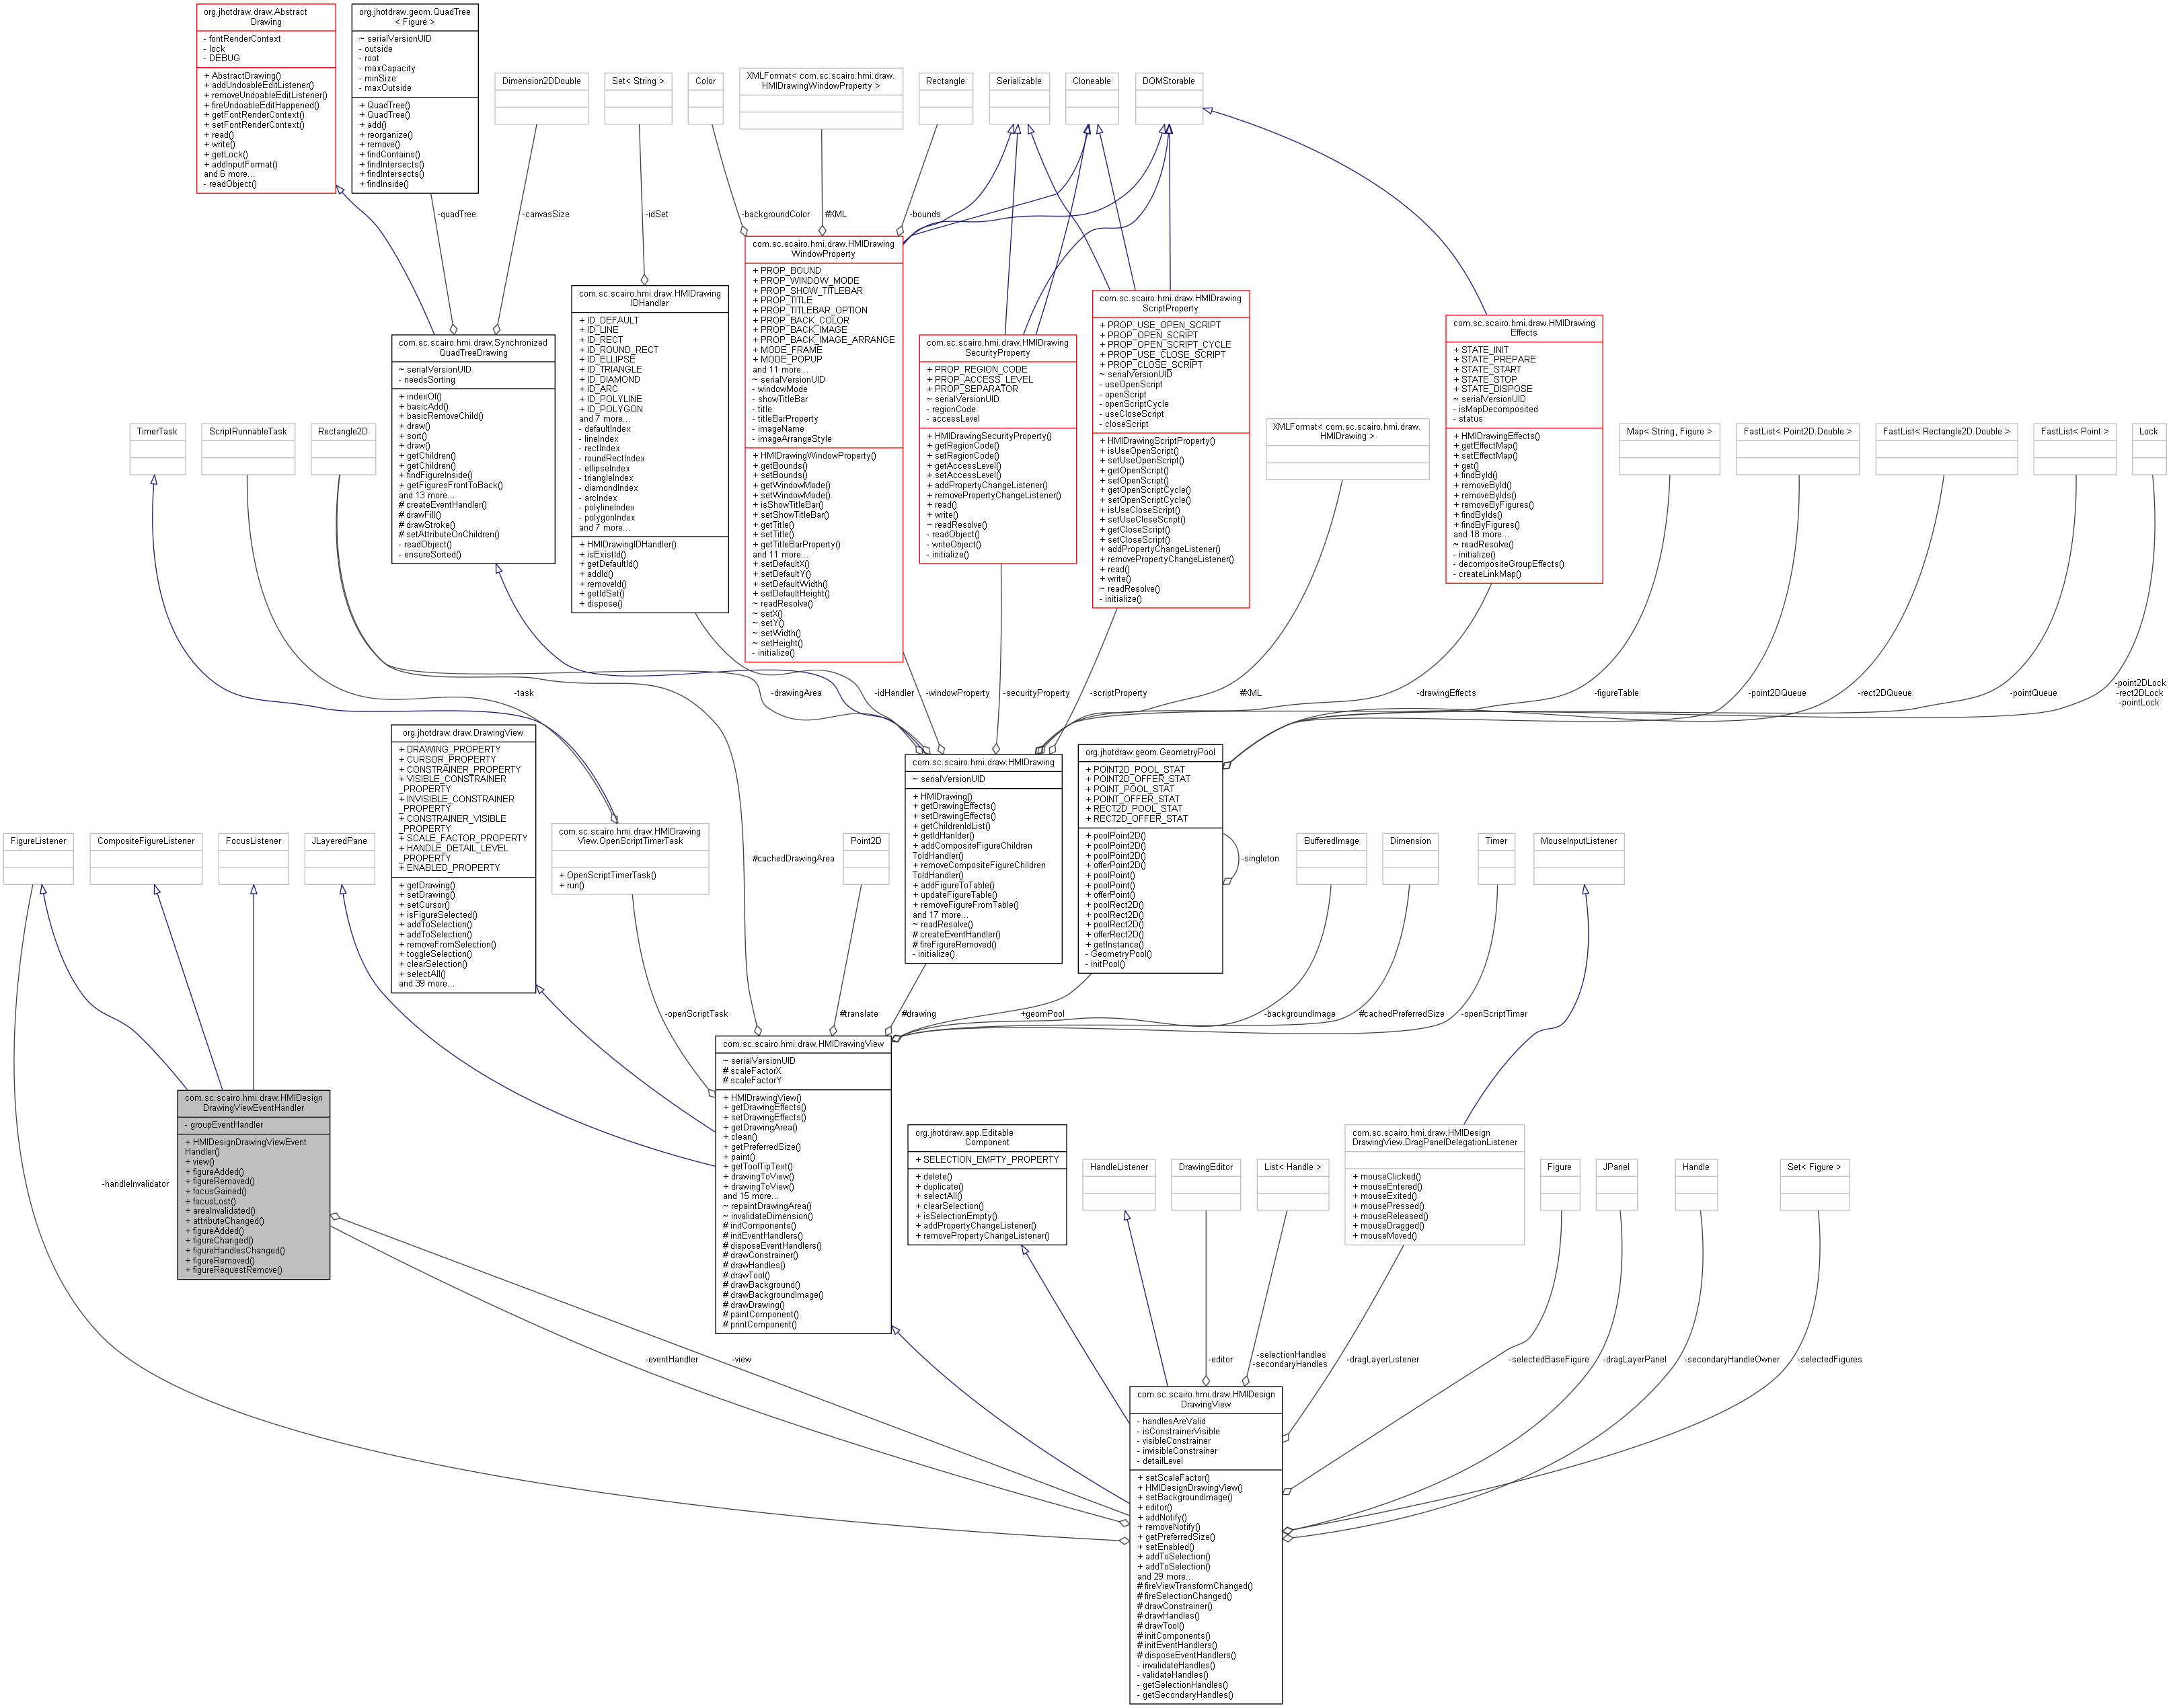 org.jhotdraw.draw.Abstract
Drawing
- fontRenderContext
- lock
- DEBUG
+ AbstractDrawing()
+ addUndoableEditListener()
+ removeUndoableEditListener()
+ fireUndoableEditHappened()
+ getFontRenderContext()
+ setFontRenderContext()
+ read()
+ write()
+ getLock()
+ addInputFormat()
and 6 more...
- readObject()
org.jhotdraw.geom.QuadTree
< Figure >
~ serialVersionUID
- outside
- root
- maxCapacity
- minSize
- maxOutside
+ QuadTree()
+ QuadTree()
+ add()
+ reorganize()
+ remove()
+ findContains()
+ findIntersects()
+ findIntersects()
+ findInside()
Dimension2DDouble
Set< String >
Color
XMLFormat< com.sc.scairo.hmi.draw.
HMIDrawingWindowProperty >
Rectangle
Serializable
Cloneable
DOMStorable
-quadTree
-canvasSize
-idSet
-backgroundColor
#XML
-bounds
com.sc.scairo.hmi.draw.Synchronized
QuadTreeDrawing
~ serialVersionUID
- needsSorting
+ indexOf()
+ basicAdd()
+ basicRemoveChild()
+ draw()
+ sort()
+ draw()
+ getChildren()
+ getChildren()
+ findFigureInside()
+ getFiguresFrontToBack()
and 13 more...
# createEventHandler()
# drawFill()
# drawStroke()
# setAttributeOnChildren()
- readObject()
- ensureSorted()
com.sc.scairo.hmi.draw.HMIDrawing
IDHandler
+ ID_DEFAULT
+ ID_LINE
+ ID_RECT
+ ID_ROUND_RECT
+ ID_ELLIPSE
+ ID_TRIANGLE
+ ID_DIAMOND
+ ID_ARC
+ ID_POLYLINE
+ ID_POLYGON
and 7 more...
- defaultIndex
- lineIndex
- rectIndex
- roundRectIndex
- ellipseIndex
- triangleIndex
- diamondIndex
- arcIndex
- polylineIndex
- polygonIndex
and 7 more...
+ HMIDrawingIDHandler()
+ isExistId()
+ getDefaultId()
+ addId()
+ removeId()
+ getIdSet()
+ dispose()
com.sc.scairo.hmi.draw.HMIDrawing
WindowProperty
+ PROP_BOUND
+ PROP_WINDOW_MODE
+ PROP_SHOW_TITLEBAR
+ PROP_TITLE
+ PROP_TITLEBAR_OPTION
+ PROP_BACK_COLOR
+ PROP_BACK_IMAGE
+ PROP_BACK_IMAGE_ARRANGE
+ MODE_FRAME
+ MODE_POPUP
and 11 more...
~ serialVersionUID
- windowMode
- showTitleBar
- title
- titleBarProperty
- imageName
- imageArrangeStyle
+ HMIDrawingWindowProperty()
+ getBounds()
+ setBounds()
+ getWindowMode()
+ setWindowMode()
+ isShowTitleBar()
+ setShowTitleBar()
+ getTitle()
+ setTitle()
+ getTitleBarProperty()
and 11 more...
+ setDefaultX()
+ setDefaultY()
+ setDefaultWidth()
+ setDefaultHeight()
~ readResolve()
~ setX()
~ setY()
~ setWidth()
~ setHeight()
- initialize()
com.sc.scairo.hmi.draw.HMIDrawing
SecurityProperty
+ PROP_REGION_CODE
+ PROP_ACCESS_LEVEL
+ PROP_SEPARATOR
~ serialVersionUID
- regionCode
- accessLevel
+ HMIDrawingSecurityProperty()
+ getRegionCode()
+ setRegionCode()
+ getAccessLevel()
+ setAccessLevel()
+ addPropertyChangeListener()
+ removePropertyChangeListener()
+ read()
+ write()
~ readResolve()
- readObject()
- writeObject()
- initialize()
com.sc.scairo.hmi.draw.HMIDrawing
ScriptProperty
+ PROP_USE_OPEN_SCRIPT
+ PROP_OPEN_SCRIPT
+ PROP_OPEN_SCRIPT_CYCLE
+ PROP_USE_CLOSE_SCRIPT
+ PROP_CLOSE_SCRIPT
~ serialVersionUID
- useOpenScript
- openScript
- openScriptCycle
- useCloseScript
- closeScript
+ HMIDrawingScriptProperty()
+ isUseOpenScript()
+ setUseOpenScript()
+ getOpenScript()
+ setOpenScript()
+ getOpenScriptCycle()
+ setOpenScriptCycle()
+ isUseCloseScript()
+ setUseCloseScript()
+ getCloseScript()
+ setCloseScript()
+ addPropertyChangeListener()
+ removePropertyChangeListener()
+ read()
+ write()
~ readResolve()
- initialize()
com.sc.scairo.hmi.draw.HMIDrawing
Effects
+ STATE_INIT
+ STATE_PREPARE
+ STATE_START
+ STATE_STOP
+ STATE_DISPOSE
~ serialVersionUID
- isMapDecomposited
- status
+ HMIDrawingEffects()
+ getEffectMap()
+ setEffectMap()
+ get()
+ findById()
+ removeById()
+ removeByIds()
+ removeByFigures()
+ findByIds()
+ findByFigures()
and 18 more...
~ readResolve()
- initialize()
- decompositeGroupEffects()
- createLinkMap()
TimerTask
ScriptRunnableTask
Rectangle2D
XMLFormat< com.sc.scairo.hmi.draw.
HMIDrawing >
Map< String, Figure >
FastList< Point2D.Double >
FastList< Rectangle2D.Double >
FastList< Point >
Lock
-task
-drawingArea
-idHandler
-windowProperty
-securityProperty
-scriptProperty
#XML
-drawingEffects
-figureTable
-point2DQueue
-rect2DQueue
-pointQueue
-point2DLock
-rect2DLock
-pointLock
org.jhotdraw.draw.DrawingView
+ DRAWING_PROPERTY
+ CURSOR_PROPERTY
+ CONSTRAINER_PROPERTY
+ VISIBLE_CONSTRAINER
_PROPERTY
+ INVISIBLE_CONSTRAINER
_PROPERTY
+ CONSTRAINER_VISIBLE
_PROPERTY
+ SCALE_FACTOR_PROPERTY
+ HANDLE_DETAIL_LEVEL
_PROPERTY
+ ENABLED_PROPERTY
+ getDrawing()
+ setDrawing()
+ setCursor()
+ isFigureSelected()
+ addToSelection()
+ addToSelection()
+ removeFromSelection()
+ toggleSelection()
+ clearSelection()
+ selectAll()
and 39 more...
com.sc.scairo.hmi.draw.HMIDrawing
~ serialVersionUID
+ HMIDrawing()
+ getDrawingEffects()
+ setDrawingEffects()
+ getChildrenIdList()
+ getIdHanlder()
+ addCompositeFigureChildren
ToIdHandler()
+ removeCompositeFigureChildren
ToIdHandler()
+ addFigureToTable()
+ updateFigureTable()
+ removeFigureFromTable()
and 17 more...
~ readResolve()
# createEventHandler()
# fireFigureRemoved()
- initialize()
org.jhotdraw.geom.GeometryPool
+ POINT2D_POOL_STAT
+ POINT2D_OFFER_STAT
+ POINT_POOL_STAT
+ POINT_OFFER_STAT
+ RECT2D_POOL_STAT
+ RECT2D_OFFER_STAT
+ poolPoint2D()
+ poolPoint2D()
+ poolPoint2D()
+ offerPoint2D()
+ poolPoint()
+ poolPoint()
+ offerPoint()
+ poolRect2D()
+ poolRect2D()
+ poolRect2D()
+ offerRect2D()
+ getInstance()
- GeometryPool()
- initPool()
-singleton
FigureListener
CompositeFigureListener
FocusListener
JLayeredPane
com.sc.scairo.hmi.draw.HMIDrawing
View.OpenScriptTimerTask
+ OpenScriptTimerTask()
+ run()
#cachedDrawingArea
Point2D
BufferedImage
Dimension
Timer
MouseInputListener
-openScriptTask
#translate
#drawing
+geomPool
-backgroundImage
#cachedPreferredSize
-openScriptTimer
com.sc.scairo.hmi.draw.HMIDrawingView
~ serialVersionUID
# scaleFactorX
# scaleFactorY
+ HMIDrawingView()
+ getDrawingEffects()
+ setDrawingEffects()
+ getDrawingArea()
+ clean()
+ getPreferredSize()
+ paint()
+ getToolTipText()
+ drawingToView()
+ drawingToView()
and 15 more...
~ repaintDrawingArea()
~ invalidateDimension()
# initComponents()
# initEventHandlers()
# disposeEventHandlers()
# drawConstrainer()
# drawHandles()
# drawTool()
# drawBackground()
# drawBackgroundImage()
# drawDrawing()
# paintComponent()
# printComponent()
-handleInvalidator
com.sc.scairo.hmi.draw.HMIDesign
DrawingViewEventHandler
- groupEventHandler
+ HMIDesignDrawingViewEvent
Handler()
+ view()
+ figureAdded()
+ figureRemoved()
+ focusGained()
+ focusLost()
+ areaInvalidated()
+ attributeChanged()
+ figureAdded()
+ figureChanged()
+ figureHandlesChanged()
+ figureRemoved()
+ figureRequestRemove()
org.jhotdraw.app.Editable
Component
+ SELECTION_EMPTY_PROPERTY
+ delete()
+ duplicate()
+ selectAll()
+ clearSelection()
+ isSelectionEmpty()
+ addPropertyChangeListener()
+ removePropertyChangeListener()
HandleListener
DrawingEditor
List< Handle >
com.sc.scairo.hmi.draw.HMIDesign
DrawingView.DragPanelDelegationListener
+ mouseClicked()
+ mouseEntered()
+ mouseExited()
+ mousePressed()
+ mouseReleased()
+ mouseDragged()
+ mouseMoved()
Figure
JPanel
Handle
Set< Figure >
-eventHandler
-view
-editor
-selectionHandles
-secondaryHandles
-dragLayerListener
-selectedBaseFigure
-dragLayerPanel
-secondaryHandleOwner
-selectedFigures
com.sc.scairo.hmi.draw.HMIDesign
DrawingView
- handlesAreValid
- isConstrainerVisible
- visibleConstrainer
- invisibleConstrainer
- detailLevel
+ setScaleFactor()
+ HMIDesignDrawingView()
+ setBackgroundImage()
+ editor()
+ addNotify()
+ removeNotify()
+ getPreferredSize()
+ setEnabled()
+ addToSelection()
+ addToSelection()
and 29 more...
# fireViewTransformChanged()
# fireSelectionChanged()
# drawConstrainer()
# drawHandles()
# drawTool()
# initComponents()
# initEventHandlers()
# disposeEventHandlers()
- invalidateHandles()
- validateHandles()
- getSelectionHandles()
- getSecondaryHandles()